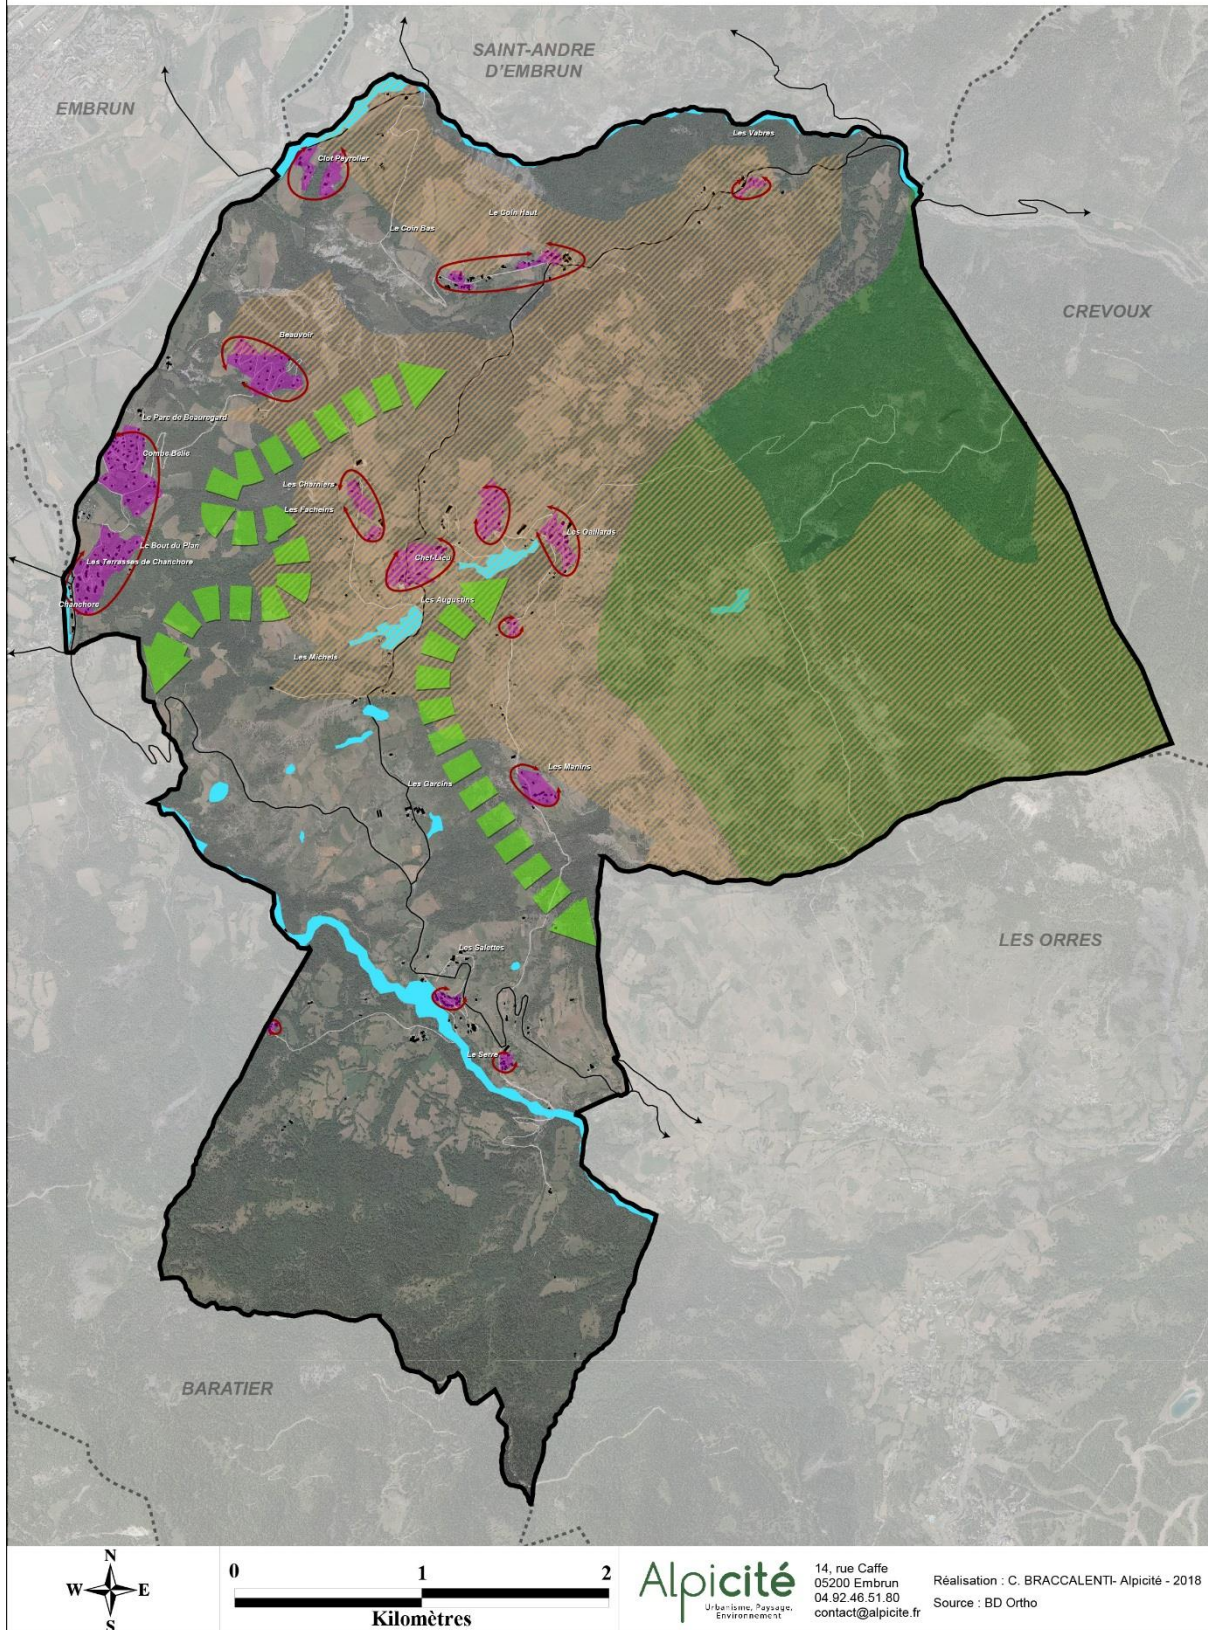 SAINT-ANDRE
D'EMBRUN
EMBRUN
Les Vabres
Clot Peyrolier
Le Coin Haut
Le Coin Bas
CREVOUX
Beauvoir
Le Parc de Beauregard
Combe Belle
Les Charniers
Les Facheins
Les Gaillards
Le Bout du Plan
Chef-Lieu
Les Terrasses de Chanchore
Chanchore
Les Augustins
Les Michels
Les Manins
Les Garcins
LES ORRES
Les Salettes
Le Serre
BARATIER
N
W E
S
0 1 2
Kilomètres
Alpicité
Urbanisme, Paysage,
Environnement
14, rue Caffe
05200 Embrun
04.92.46.51.80
contact@alpicite.fr
Réalisation : C. BRACCALENTI- Alpicité - 2018
Source : BD Ortho